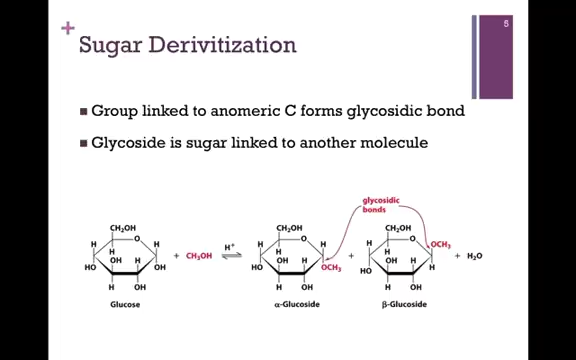 5
+
Sugar Derivitization
Group linked to anomeric C forms glycosidic bond
Glycoside is sugar linked to another molecule
glycosidic
bonds
CH₂OH CH₂OH CH₂OH
H O H H O H H O OCH₃
H H H
OH H + CH₃OH H⁺ ⇌ OH H + OH H + H₂O
HO OH HO OCH₃ HO H
H OH H OH H OH
Glucose α-Glucoside β-Glucoside